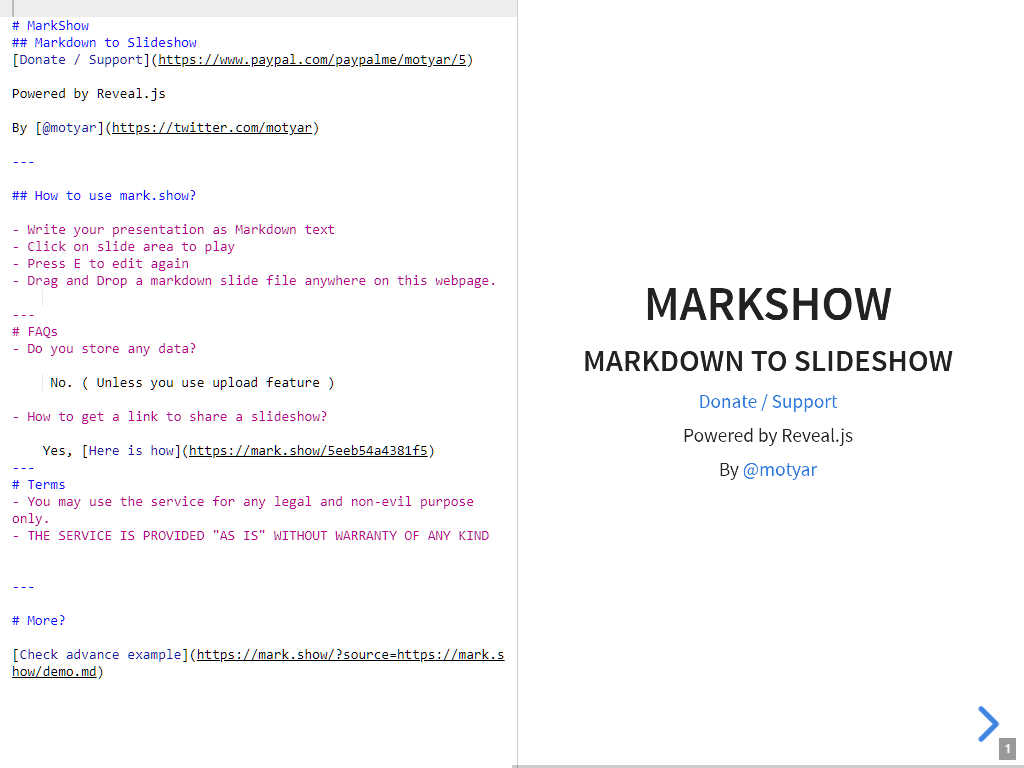 # MarkShow
## Markdown to Slideshow
[Donate / Support](https://www.paypal.com/paypalme/motyar/5)
Powered by Reveal.js
By [@motyar](https://twitter.com/motyar)
---
## How to use mark.show?
- Write your presentation as Markdown text
- Click on slide area to play
- Press E to edit again
- Drag and Drop a markdown slide file anywhere on this webpage.
---
# FAQs
- Do you store any data?
No. ( Unless you use upload feature )
- How to get a link to share a slideshow?
Yes, [Here is how](https://mark.show/5eeb54a4381f5)
---
# Terms
- You may use the service for any legal and non-evil purpose
only.
- THE SERVICE IS PROVIDED "AS IS" WITHOUT WARRANTY OF ANY KIND
---
# More?
[Check advance example](https://mark.show/?source=https://mark.s
how/demo.md)
MARKSHOW
MARKDOWN TO SLIDESHOW
Donate / Support
Powered by Reveal.js
By @motyar
1